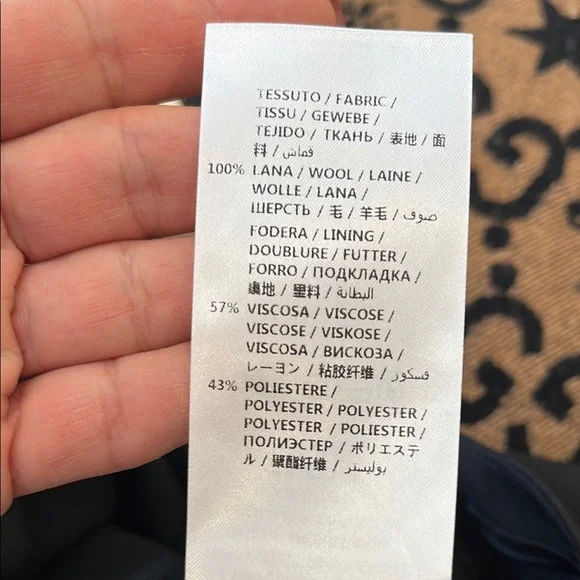 TESSUTO / FABRIC /
TISSU / GEWEBE /
TEJIDO / ТКАНЬ / 表地 / 面
料 / قماش
100% LANA / WOOL / LAINE /
WOLLE / LANA /
ШЕРСТЬ / 毛 / 羊毛 / صوف
FODERA / LINING /
DOUBLURE / FUTTER /
FORRO / ПОДКЛАДКА /
裏地 / 里料 / البطانة
57% VISCOSA / VISCOSE /
VISCOSE / VISKOSE /
VISCOSA / ВИСКОЗА /
レーヨン / 粘胶纤维 / فسكور
43% POLIESTERE /
POLYESTER / POLYESTER /
POLYESTER / POLIESTER /
ПОЛИЭСТЕР / ポリエステ
ル / 聚酯纤维 / بوليستر